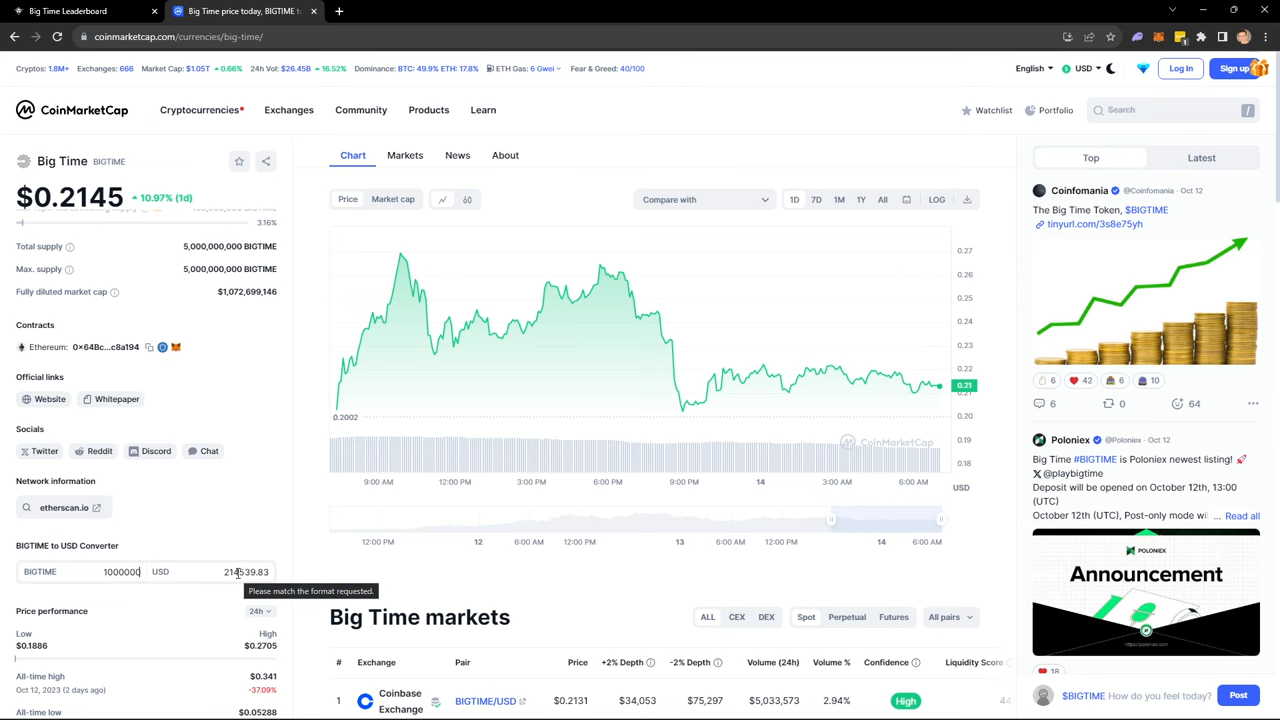 Big Time Leaderboard
Big Time price today, BIGTIME to
coinmarketcap.com/currencies/big-time/
Cryptos: 1.8M+ Exchanges: 666 Market Cap: $1.05T 0.66% 24h Vol: $26.45B 16.52% Dominance: BTC: 49.9% ETH: 17.8% ETH Gas: 6 Gwei Fear & Greed: 40/100
English USD Log In Sign up
CoinMarketCap Cryptocurrencies Exchanges Community Products Learn
Watchlist Portfolio Search /
Big Time BIGTIME
$0.2145 10.97% (1d)
3.16%
Total supply 5,000,000,000 BIGTIME
Max. supply 5,000,000,000 BIGTIME
Fully diluted market cap $1,072,699,146
Contracts
Ethereum: 0x64Bc...c8a194
Official links
Website Whitepaper
Socials
Twitter Reddit Discord Chat
Network information
etherscan.io
BIGTIME to USD Converter
BIGTIME 1000000 USD 214539.83
Please match the format requested.
Price performance 24h
Low High
$0.1886 $0.2705
All-time high $0.341
Oct 12, 2023 (2 days ago) -37.09%
All-time low $0.05288
Chart Markets News About
Price Market cap
Compare with
1D 7D 1M 1Y All LOG
0.27
0.26
0.25
0.24
0.23
0.22
0.21
0.21
0.20
0.19
0.18
0.2002
CoinMarketCap
9:00 AM 12:00 PM 3:00 PM 6:00 PM 9:00 PM 14 3:00 AM 6:00 AM USD
12:00 PM 12 6:00 AM 12:00 PM 13 6:00 AM 12:00 PM 14 6:00 AM
Big Time markets
ALL CEX DEX Spot Perpetual Futures All pairs
# Exchange Pair Price +2% Depth -2% Depth Volume (24h) Volume % Confidence Liquidity Score
1 Coinbase Exchange BIGTIME/USD $0.2131 $34,053 $75,297 $5,033,573 2.94% High
Top Latest
Coinfomania @Coinfomania · Oct 12
The Big Time Token, $BIGTIME
tinyurl.com/3s8e75yh
6 42 6 10
6 0 64 ...
Poloniex @Poloniex · Oct 12
Big Time #BIGTIME is Poloniex newest listing!
X @playbigtime
Deposit will be opened on October 12th, 13:00
(UTC)
October 12th (UTC), Post-only mode wi ... Read all
POLONIEX
Announcement
18
$BIGTIME How do you feel today? Post